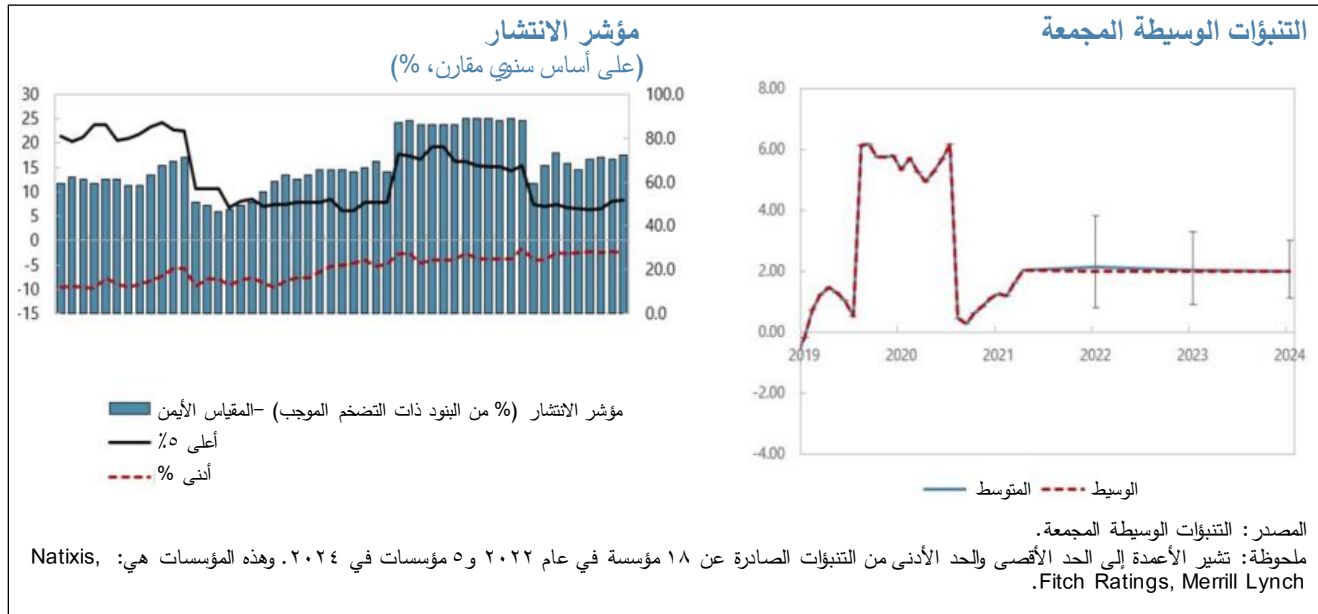 التنبؤات الوسيطة المجمعة
8.00
6.00
4.00
2.00
0.00
-2.00
-4.00
2019 2020 2021 2022 2023 2024
المتوسط
الوسيط
مؤشر الانتشار
(على أساس سنوي مقارن، %)
30
25
20
15
10
5
0
-5
-10
-15
100.0
80.0
60.0
40.0
20.0
0.0
مؤشر الانتشار (% من البنود ذات التضخم الموجب) -المقياس الأيمن
أعلى ٥٪
أدنى %
المصدر: التنبؤات الوسيطة المجمعة.
ملحوظة: تشير الأعمدة إلى الحد الأقصى والحد الأدنى من التنبؤات الصادرة عن ١٨ مؤسسة في عام ٢٠٢٢ و٥ مؤسسات في ٢٠٢٤. وهذه المؤسسات هي: Natixis,
Fitch Ratings, Merrill Lynch.